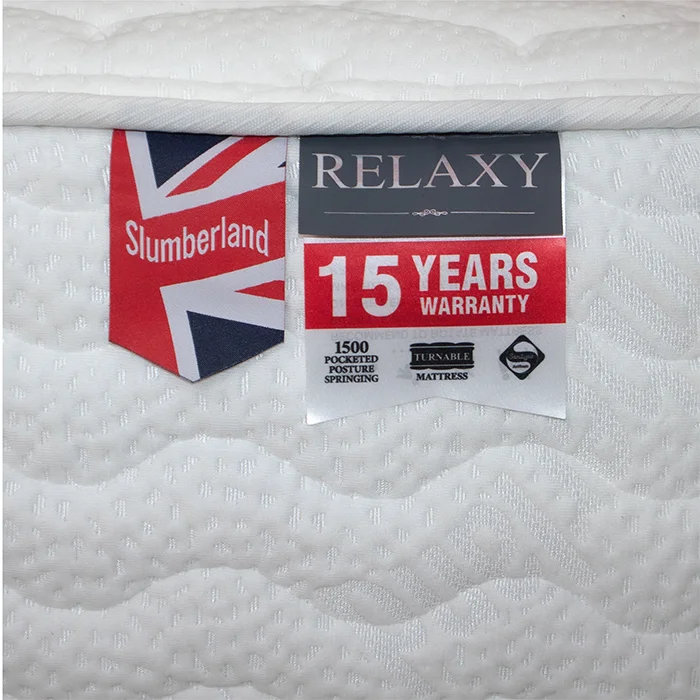 Slumberland
RELAXY
15 YEARS
WARRANTY
1500
POCKETED
POSTURE
SPRINGING
TURNABLE
MATTRESS